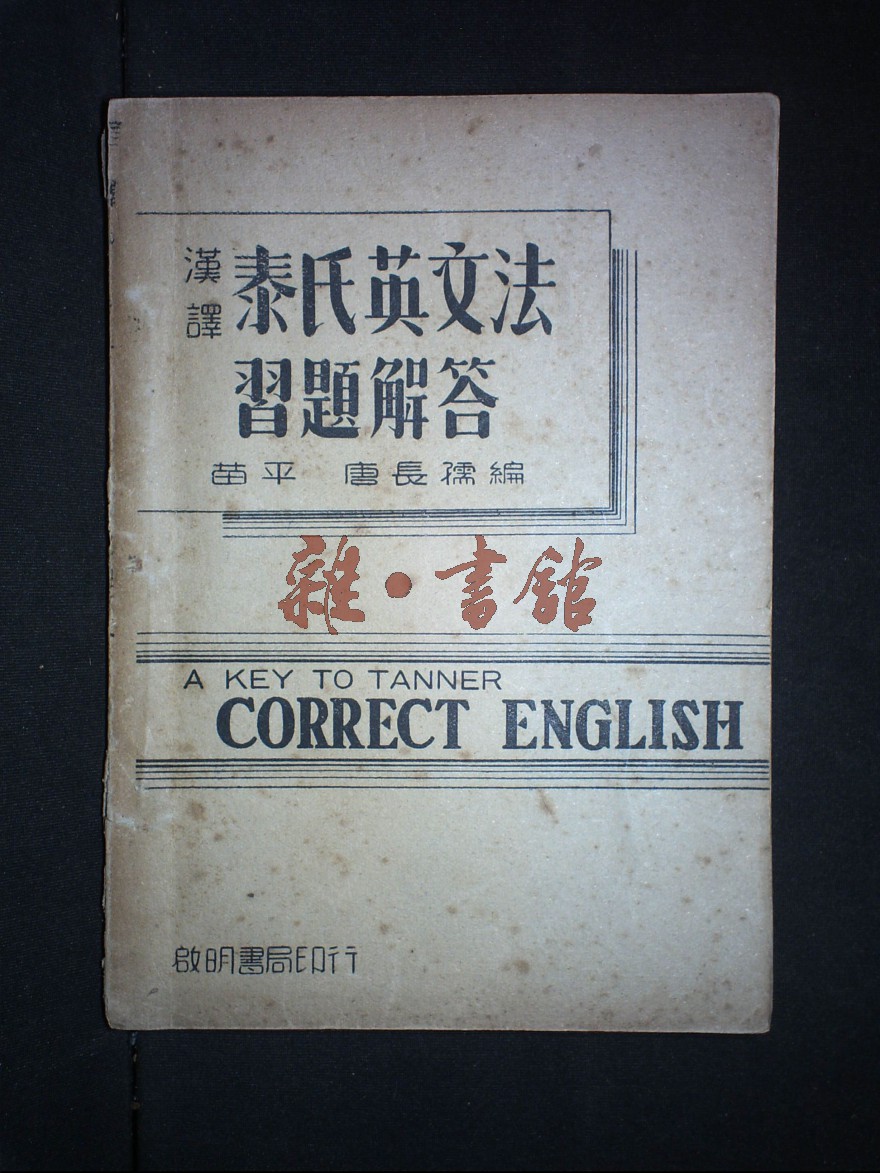 漢譯
泰氏英文法
習題解答
苗平 唐長孺編
雜·書館
A KEY TO TANNER
CORRECT ENGLISH
啟明書局印行